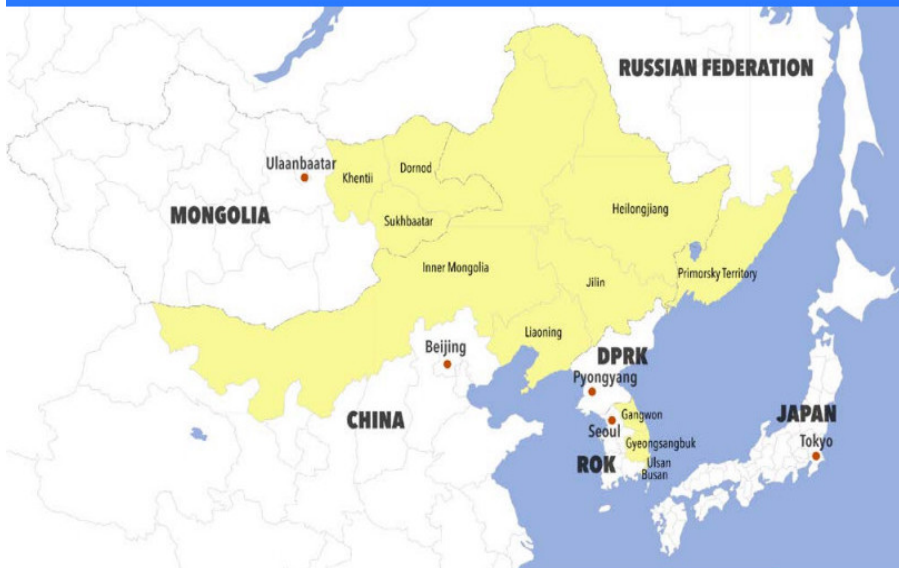 RUSSIAN FEDERATION
Ulaanbaatar
Dornod
Khentii
MONGOLIA
Sukhbaatar
Heilongjiang
Inner Mongolia
Primorsky Territory
Jilin
Liaoning
Beijing
DPRK
Pyongyang
CHINA
Gangwon
JAPAN
Seoul
Gyeongsangbuk
Tokyo
ROK
Ulsan
Busan